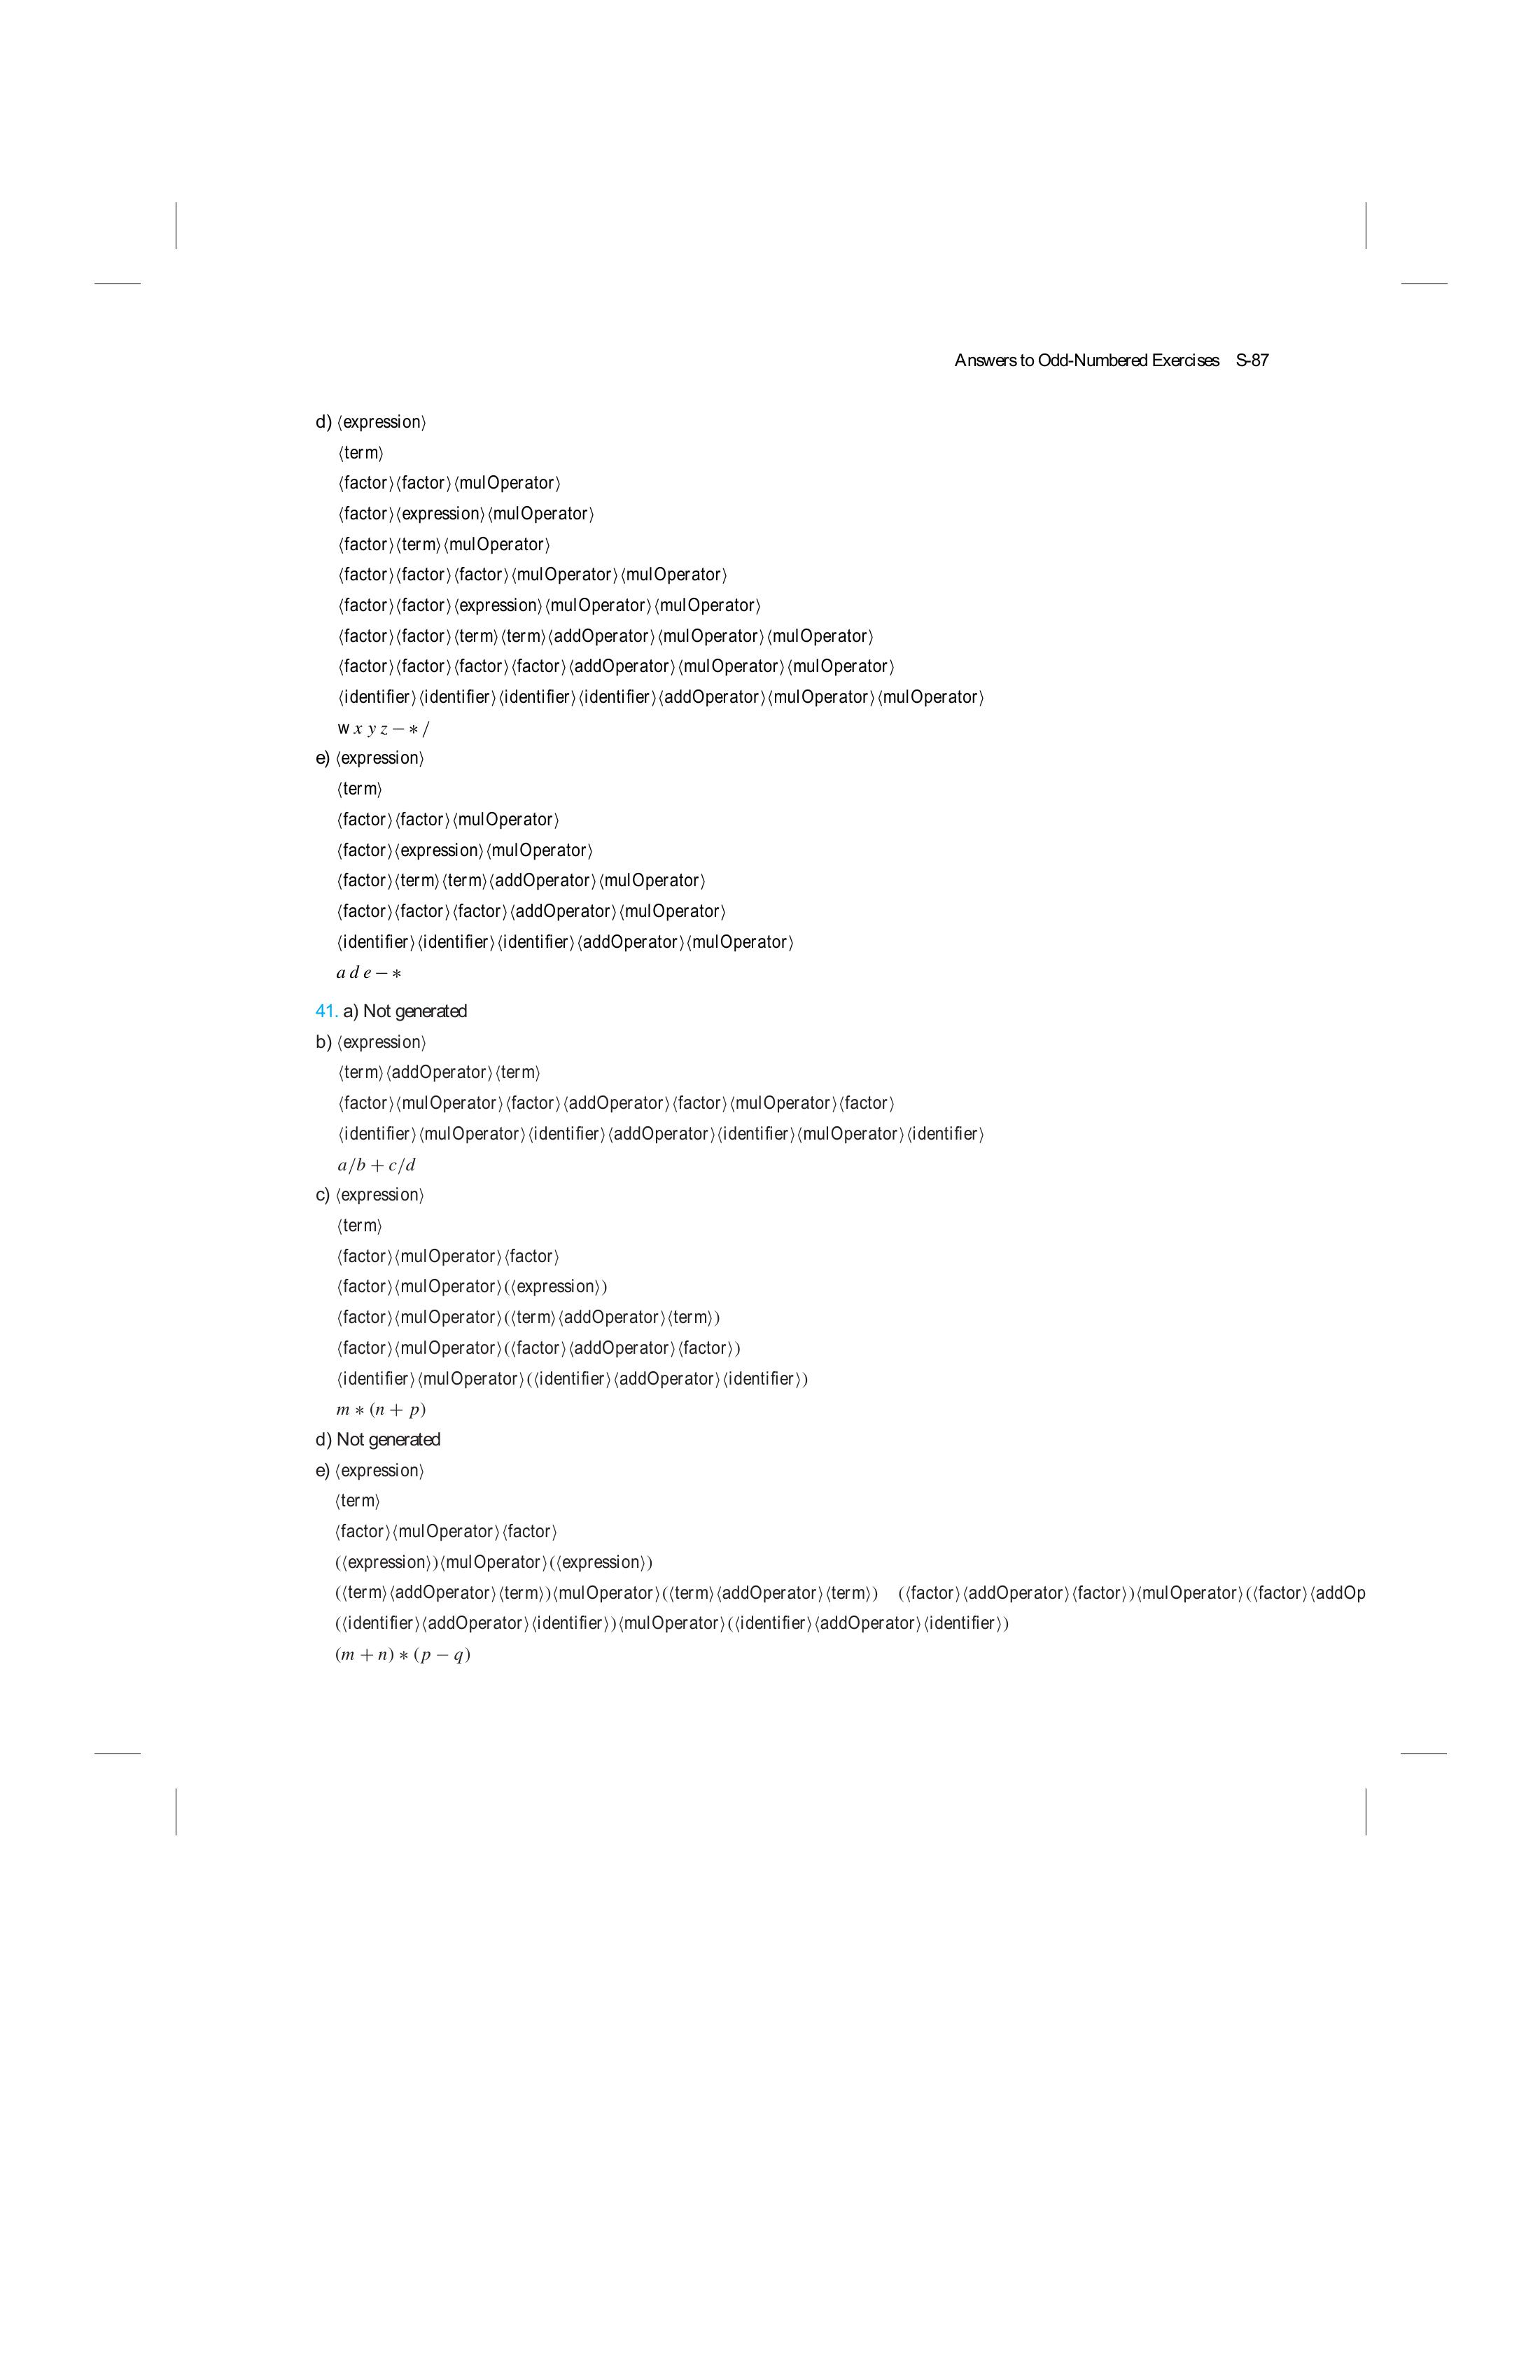 Answers to Odd-Numbered Exercises S-87
d) ⟨expression⟩
⟨term⟩
⟨factor⟩⟨factor⟩⟨mulOperator⟩
⟨factor⟩⟨expression⟩⟨mulOperator⟩
⟨factor⟩⟨term⟩⟨mulOperator⟩
⟨factor⟩⟨factor⟩⟨factor⟩⟨mulOperator⟩⟨mulOperator⟩
⟨factor⟩⟨factor⟩⟨expression⟩⟨mulOperator⟩⟨mulOperator⟩
⟨factor⟩⟨factor⟩⟨term⟩⟨term⟩⟨addOperator⟩⟨mulOperator⟩⟨mulOperator⟩
⟨factor⟩⟨factor⟩⟨factor⟩⟨factor⟩⟨addOperator⟩⟨mulOperator⟩⟨mulOperator⟩
⟨identifier⟩⟨identifier⟩⟨identifier⟩⟨identifier⟩⟨addOperator⟩⟨mulOperator⟩⟨mulOperator⟩
w x y z − ∗ /
e) ⟨expression⟩
⟨term⟩
⟨factor⟩⟨factor⟩⟨mulOperator⟩
⟨factor⟩⟨expression⟩⟨mulOperator⟩
⟨factor⟩⟨term⟩⟨term⟩⟨addOperator⟩⟨mulOperator⟩
⟨factor⟩⟨factor⟩⟨factor⟩⟨addOperator⟩⟨mulOperator⟩
⟨identifier⟩⟨identifier⟩⟨identifier⟩⟨addOperator⟩⟨mulOperator⟩
a d e − ∗
41. a) Not generated
b) ⟨expression⟩
⟨term⟩⟨addOperator⟩⟨term⟩
⟨factor⟩⟨mulOperator⟩⟨factor⟩⟨addOperator⟩⟨factor⟩⟨mulOperator⟩⟨factor⟩
⟨identifier⟩⟨mulOperator⟩⟨identifier⟩⟨addOperator⟩⟨identifier⟩⟨mulOperator⟩⟨identifier⟩
a/b + c/d
c) ⟨expression⟩
⟨term⟩
⟨factor⟩⟨mulOperator⟩⟨factor⟩
⟨factor⟩⟨mulOperator⟩(⟨expression⟩)
⟨factor⟩⟨mulOperator⟩(⟨term⟩⟨addOperator⟩⟨term⟩)
⟨factor⟩⟨mulOperator⟩(⟨factor⟩⟨addOperator⟩⟨factor⟩)
⟨identifier⟩⟨mulOperator⟩(⟨identifier⟩⟨addOperator⟩⟨identifier⟩)
m ∗ (n + p)
d) Not generated
e) ⟨expression⟩
⟨term⟩
⟨factor⟩⟨mulOperator⟩⟨factor⟩
(⟨expression⟩)⟨mulOperator⟩(⟨expression⟩)
(⟨term⟩⟨addOperator⟩⟨term⟩)⟨mulOperator⟩(⟨term⟩⟨addOperator⟩⟨term⟩) (⟨factor⟩⟨addOperator⟩⟨factor⟩)⟨mulOperator⟩(⟨factor⟩⟨addOp
(⟨identifier⟩⟨addOperator⟩⟨identifier⟩)⟨mulOperator⟩(⟨identifier⟩⟨addOperator⟩⟨identifier⟩)
(m + n) ∗ (p − q)